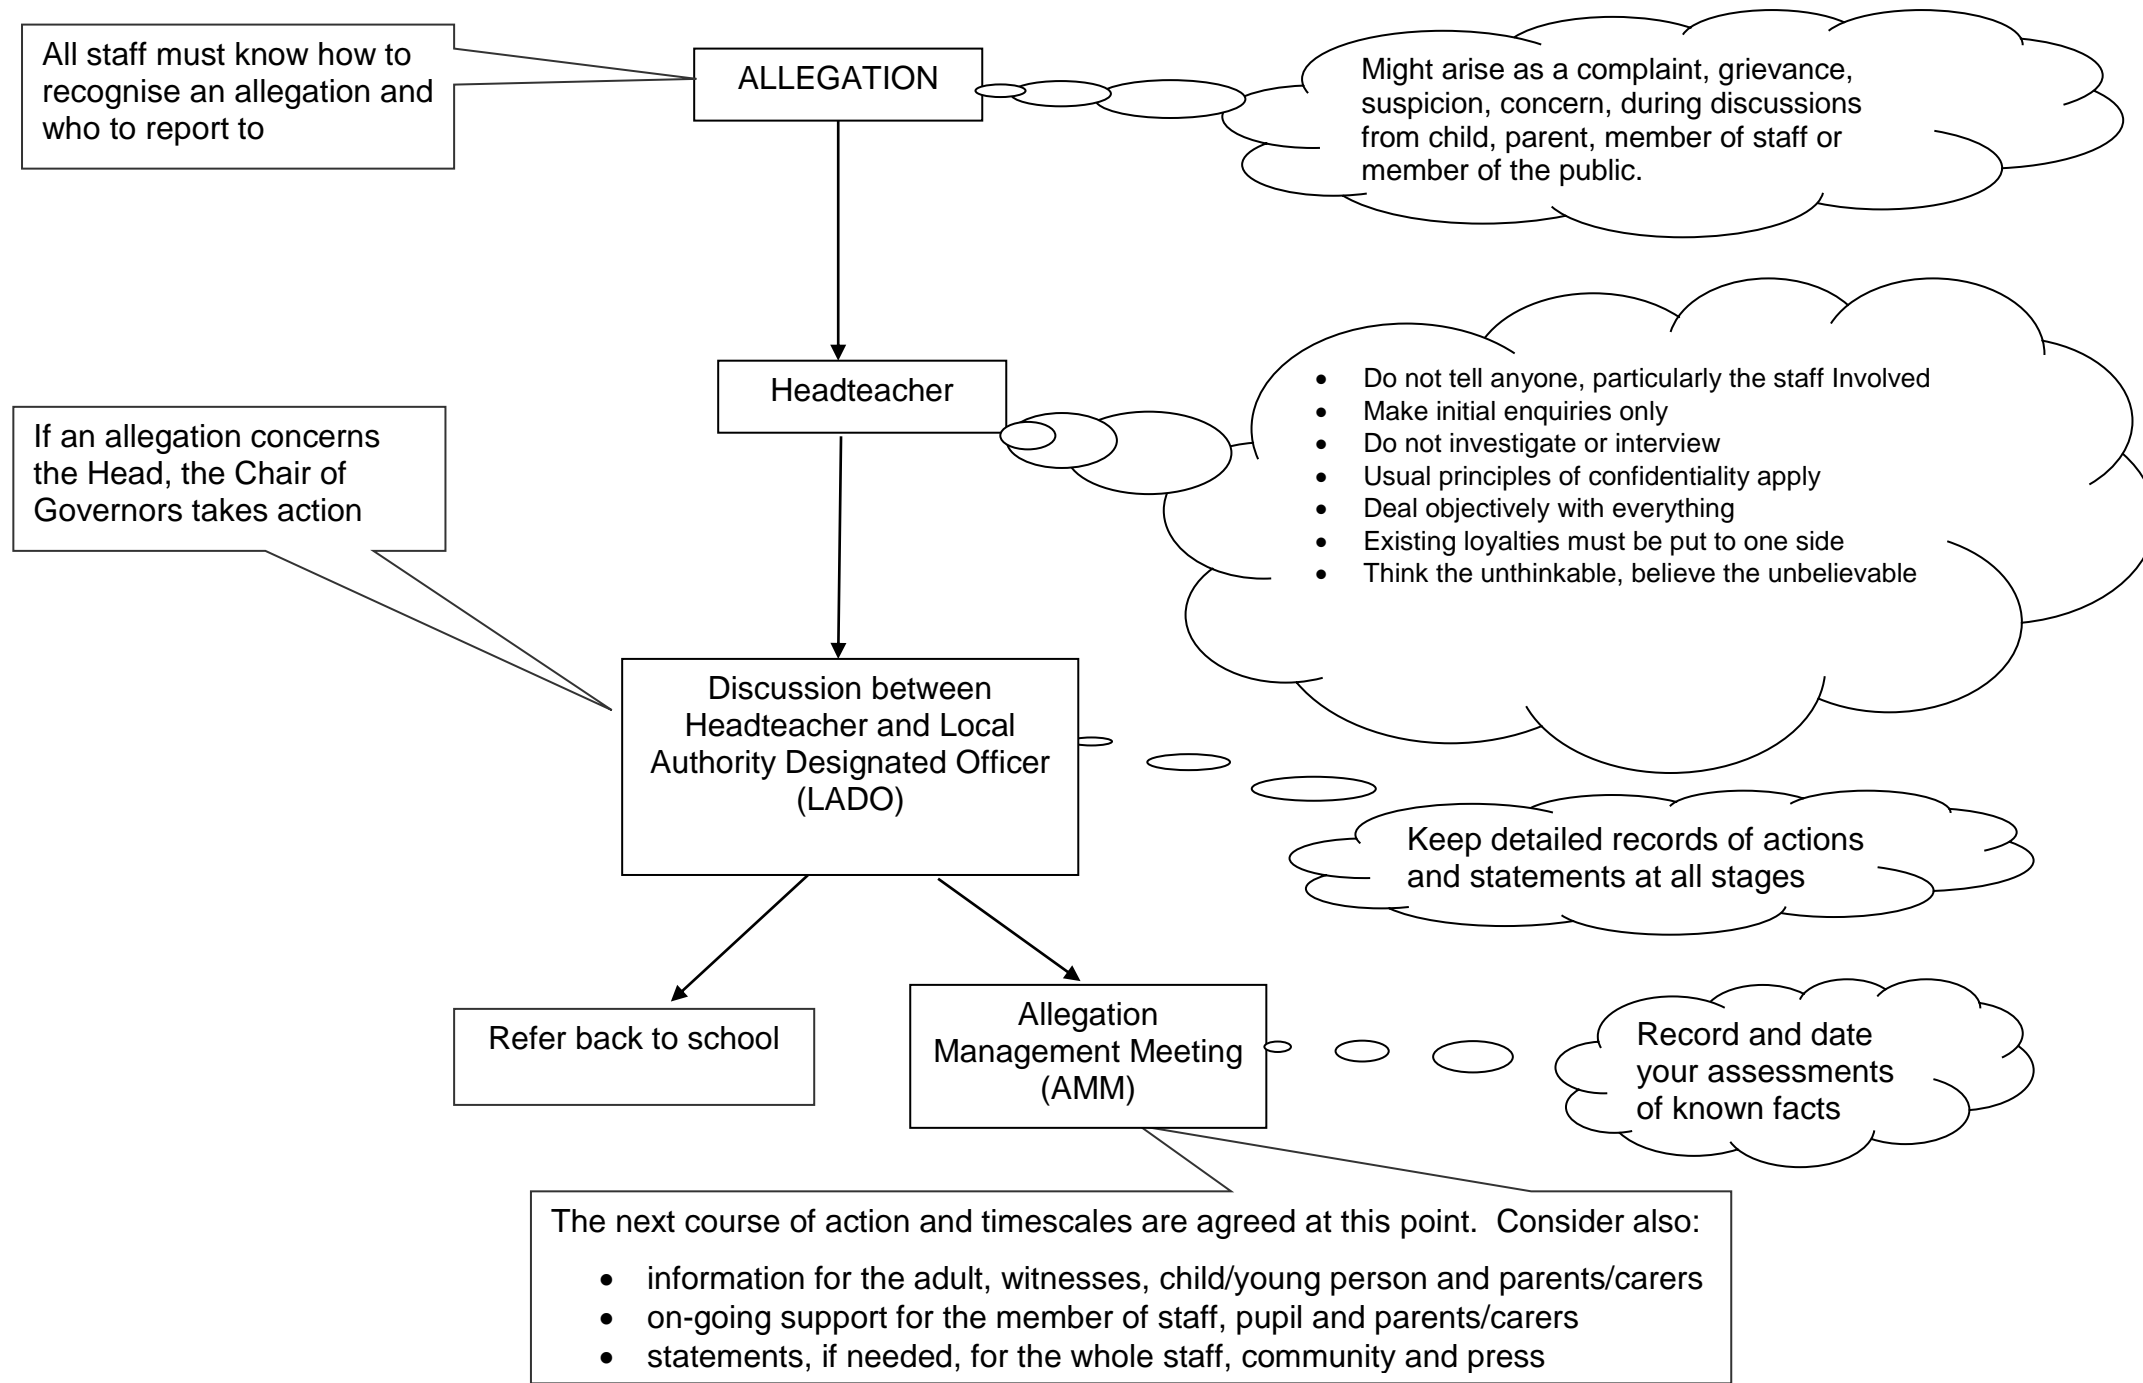 All staff must know how to
recognise an allegation and
who to report to
ALLEGATION
Might arise as a complaint, grievance,
suspicion, concern, during discussions
from child, parent, member of staff or
member of the public.
Headteacher
• Do not tell anyone, particularly the staff Involved
• Make initial enquiries only
• Do not investigate or interview
• Usual principles of confidentiality apply
• Deal objectively with everything
• Existing loyalties must be put to one side
• Think the unthinkable, believe the unbelievable
If an allegation concerns
the Head, the Chair of
Governors takes action
Discussion between
Headteacher and Local
Authority Designated Officer
(LADO)
Keep detailed records of actions
and statements at all stages
Refer back to school
Allegation
Management Meeting
(AMM)
Record and date
your assessments
of known facts
The next course of action and timescales are agreed at this point.  Consider also:
• information for the adult, witnesses, child/young person and parents/carers
• on-going support for the member of staff, pupil and parents/carers
• statements, if needed, for the whole staff, community and press